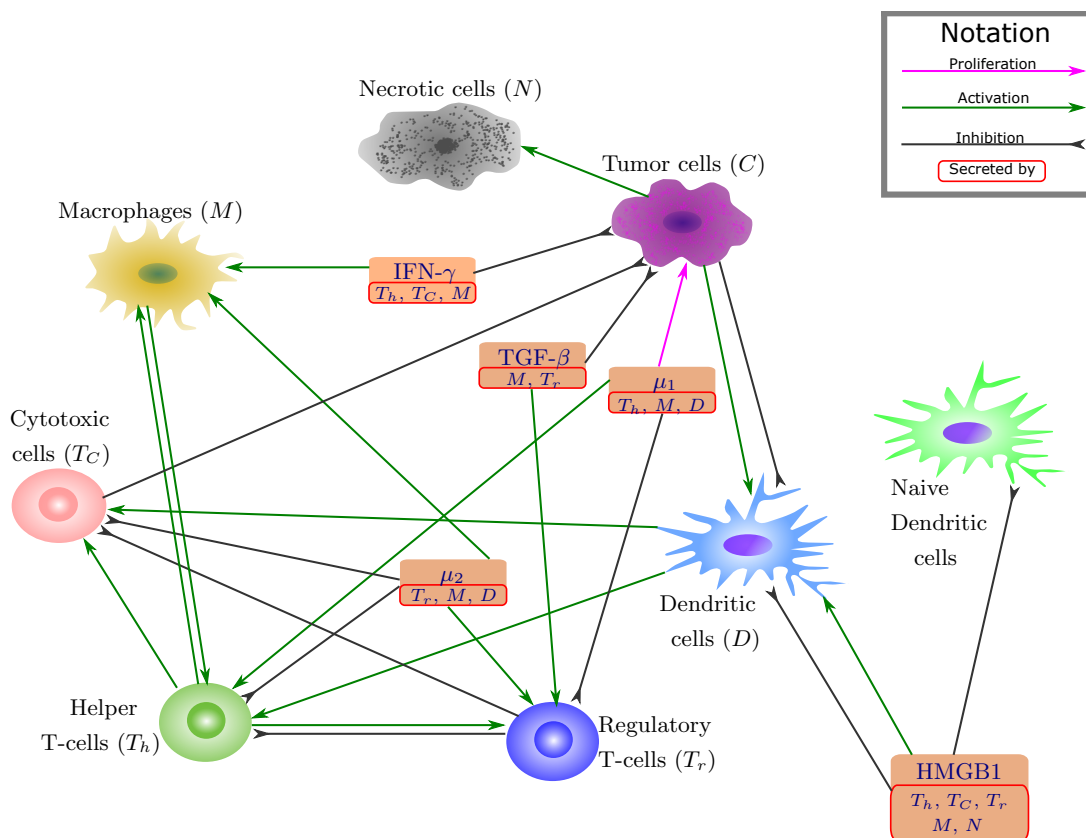 Notation
Proliferation
Activation
Inhibition
Secreted by
Necrotic cells (N)
Tumor cells (C)
Macrophages (M)
IFN-γ
T_h, T_C, M
TGF-β
M, T_r
μ_1
T_h, M, D
Cytotoxic
cells (T_C)
Naive
Dendritic
cells
μ_2
T_r, M, D
Dendritic
cells (D)
Helper
T-cells (T_h)
Regulatory
T-cells (T_r)
HMGB1
T_h, T_C, T_r
M, N